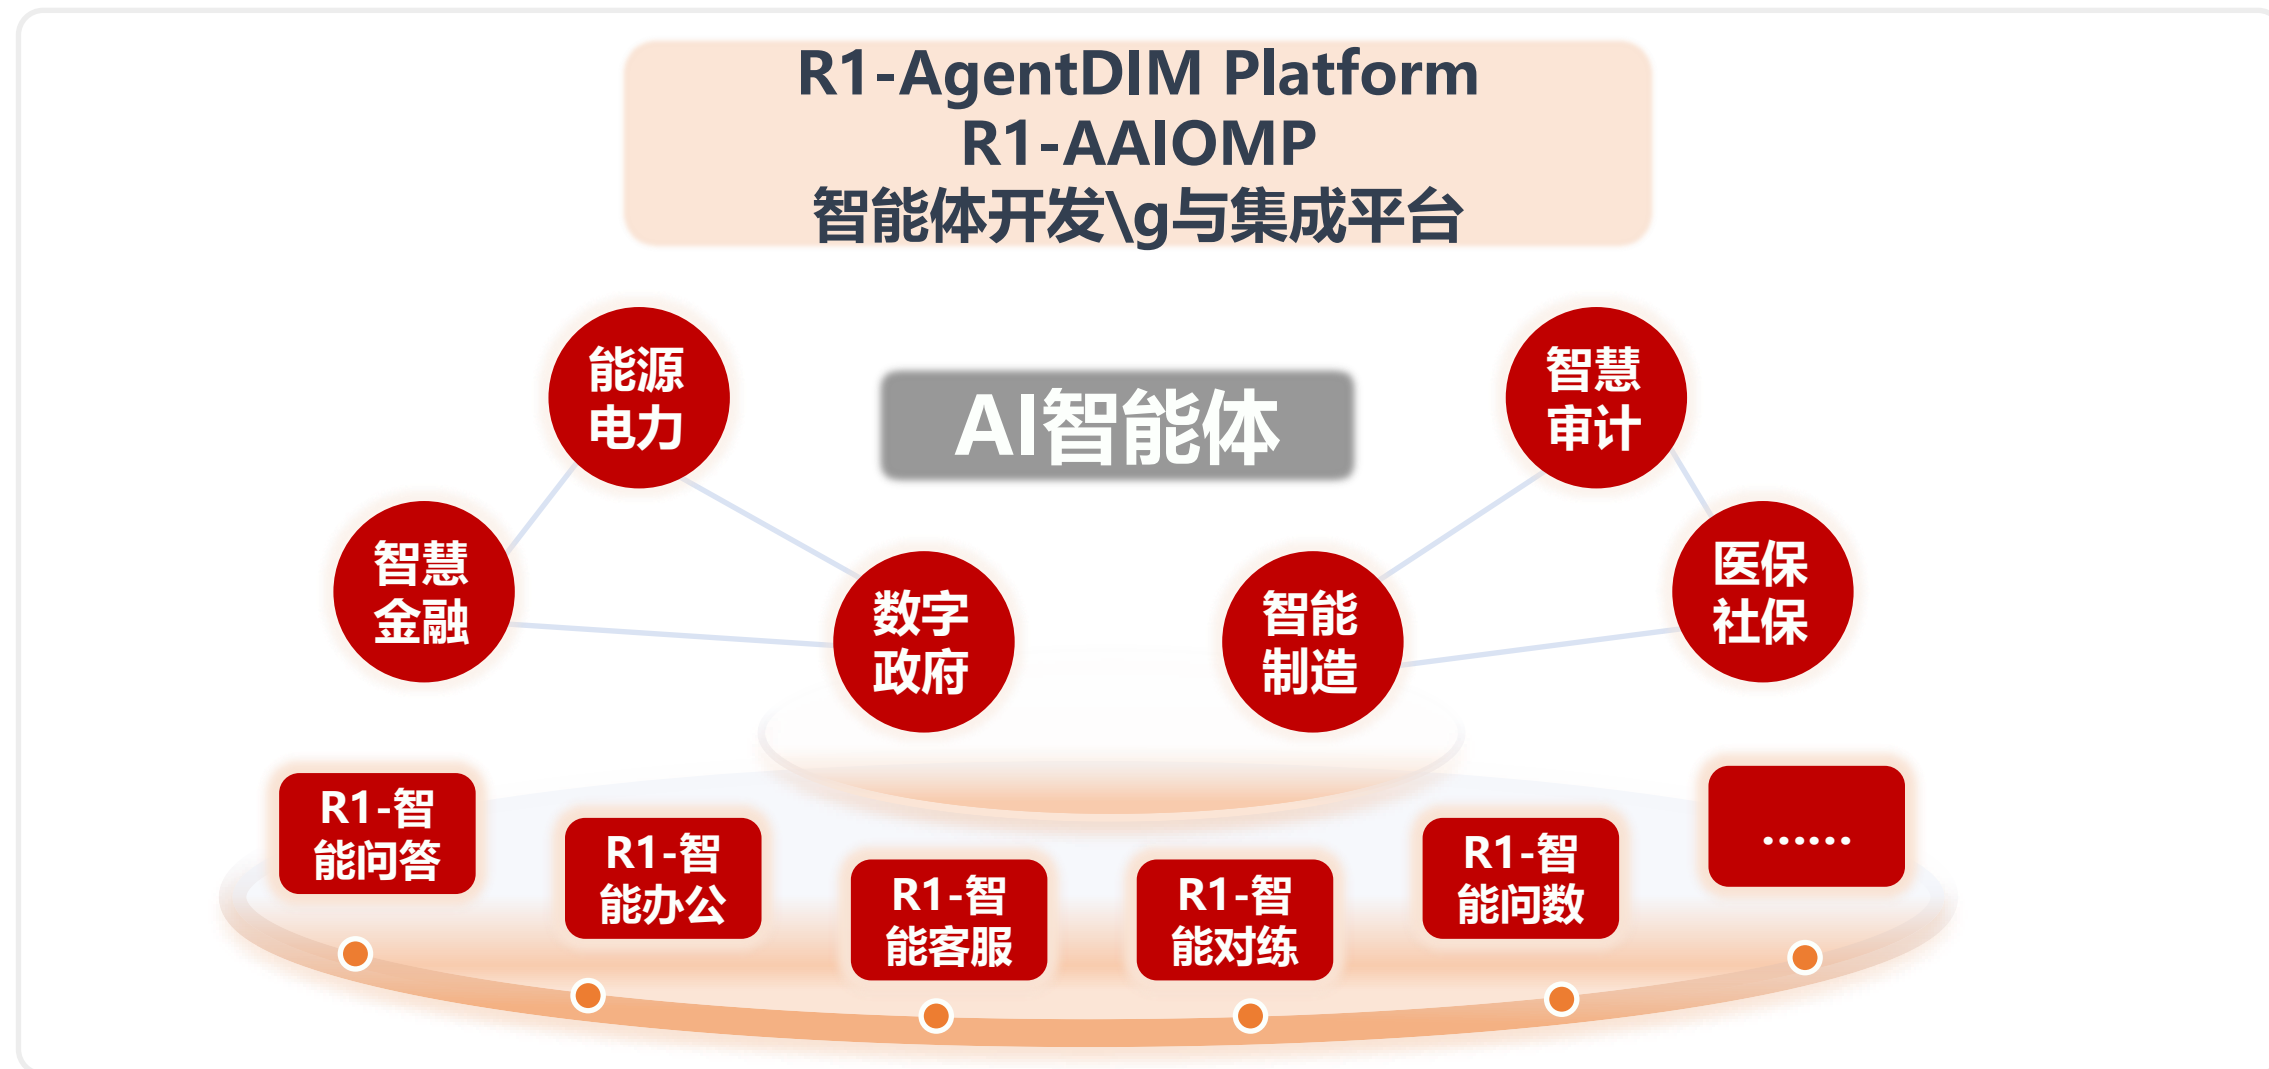 R1-AgentDIM Platform
R1-AAIOMP
智能体开发\g与集成平台
能源
电力
AI智能体
智慧
审计
智慧
金融
医保
社保
数字
政府
智能
制造
R1-智
能问答
R1-智
能办公
R1-智
能客服
R1-智
能对练
R1-智
能问数
……